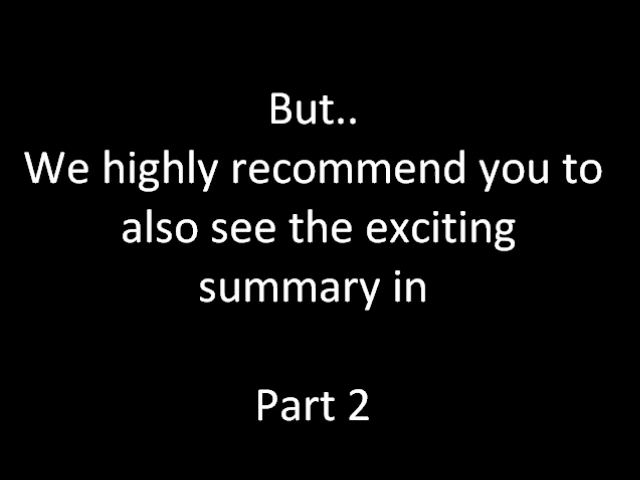 But..
We highly recommend you to
also see the exciting
summary in
Part 2